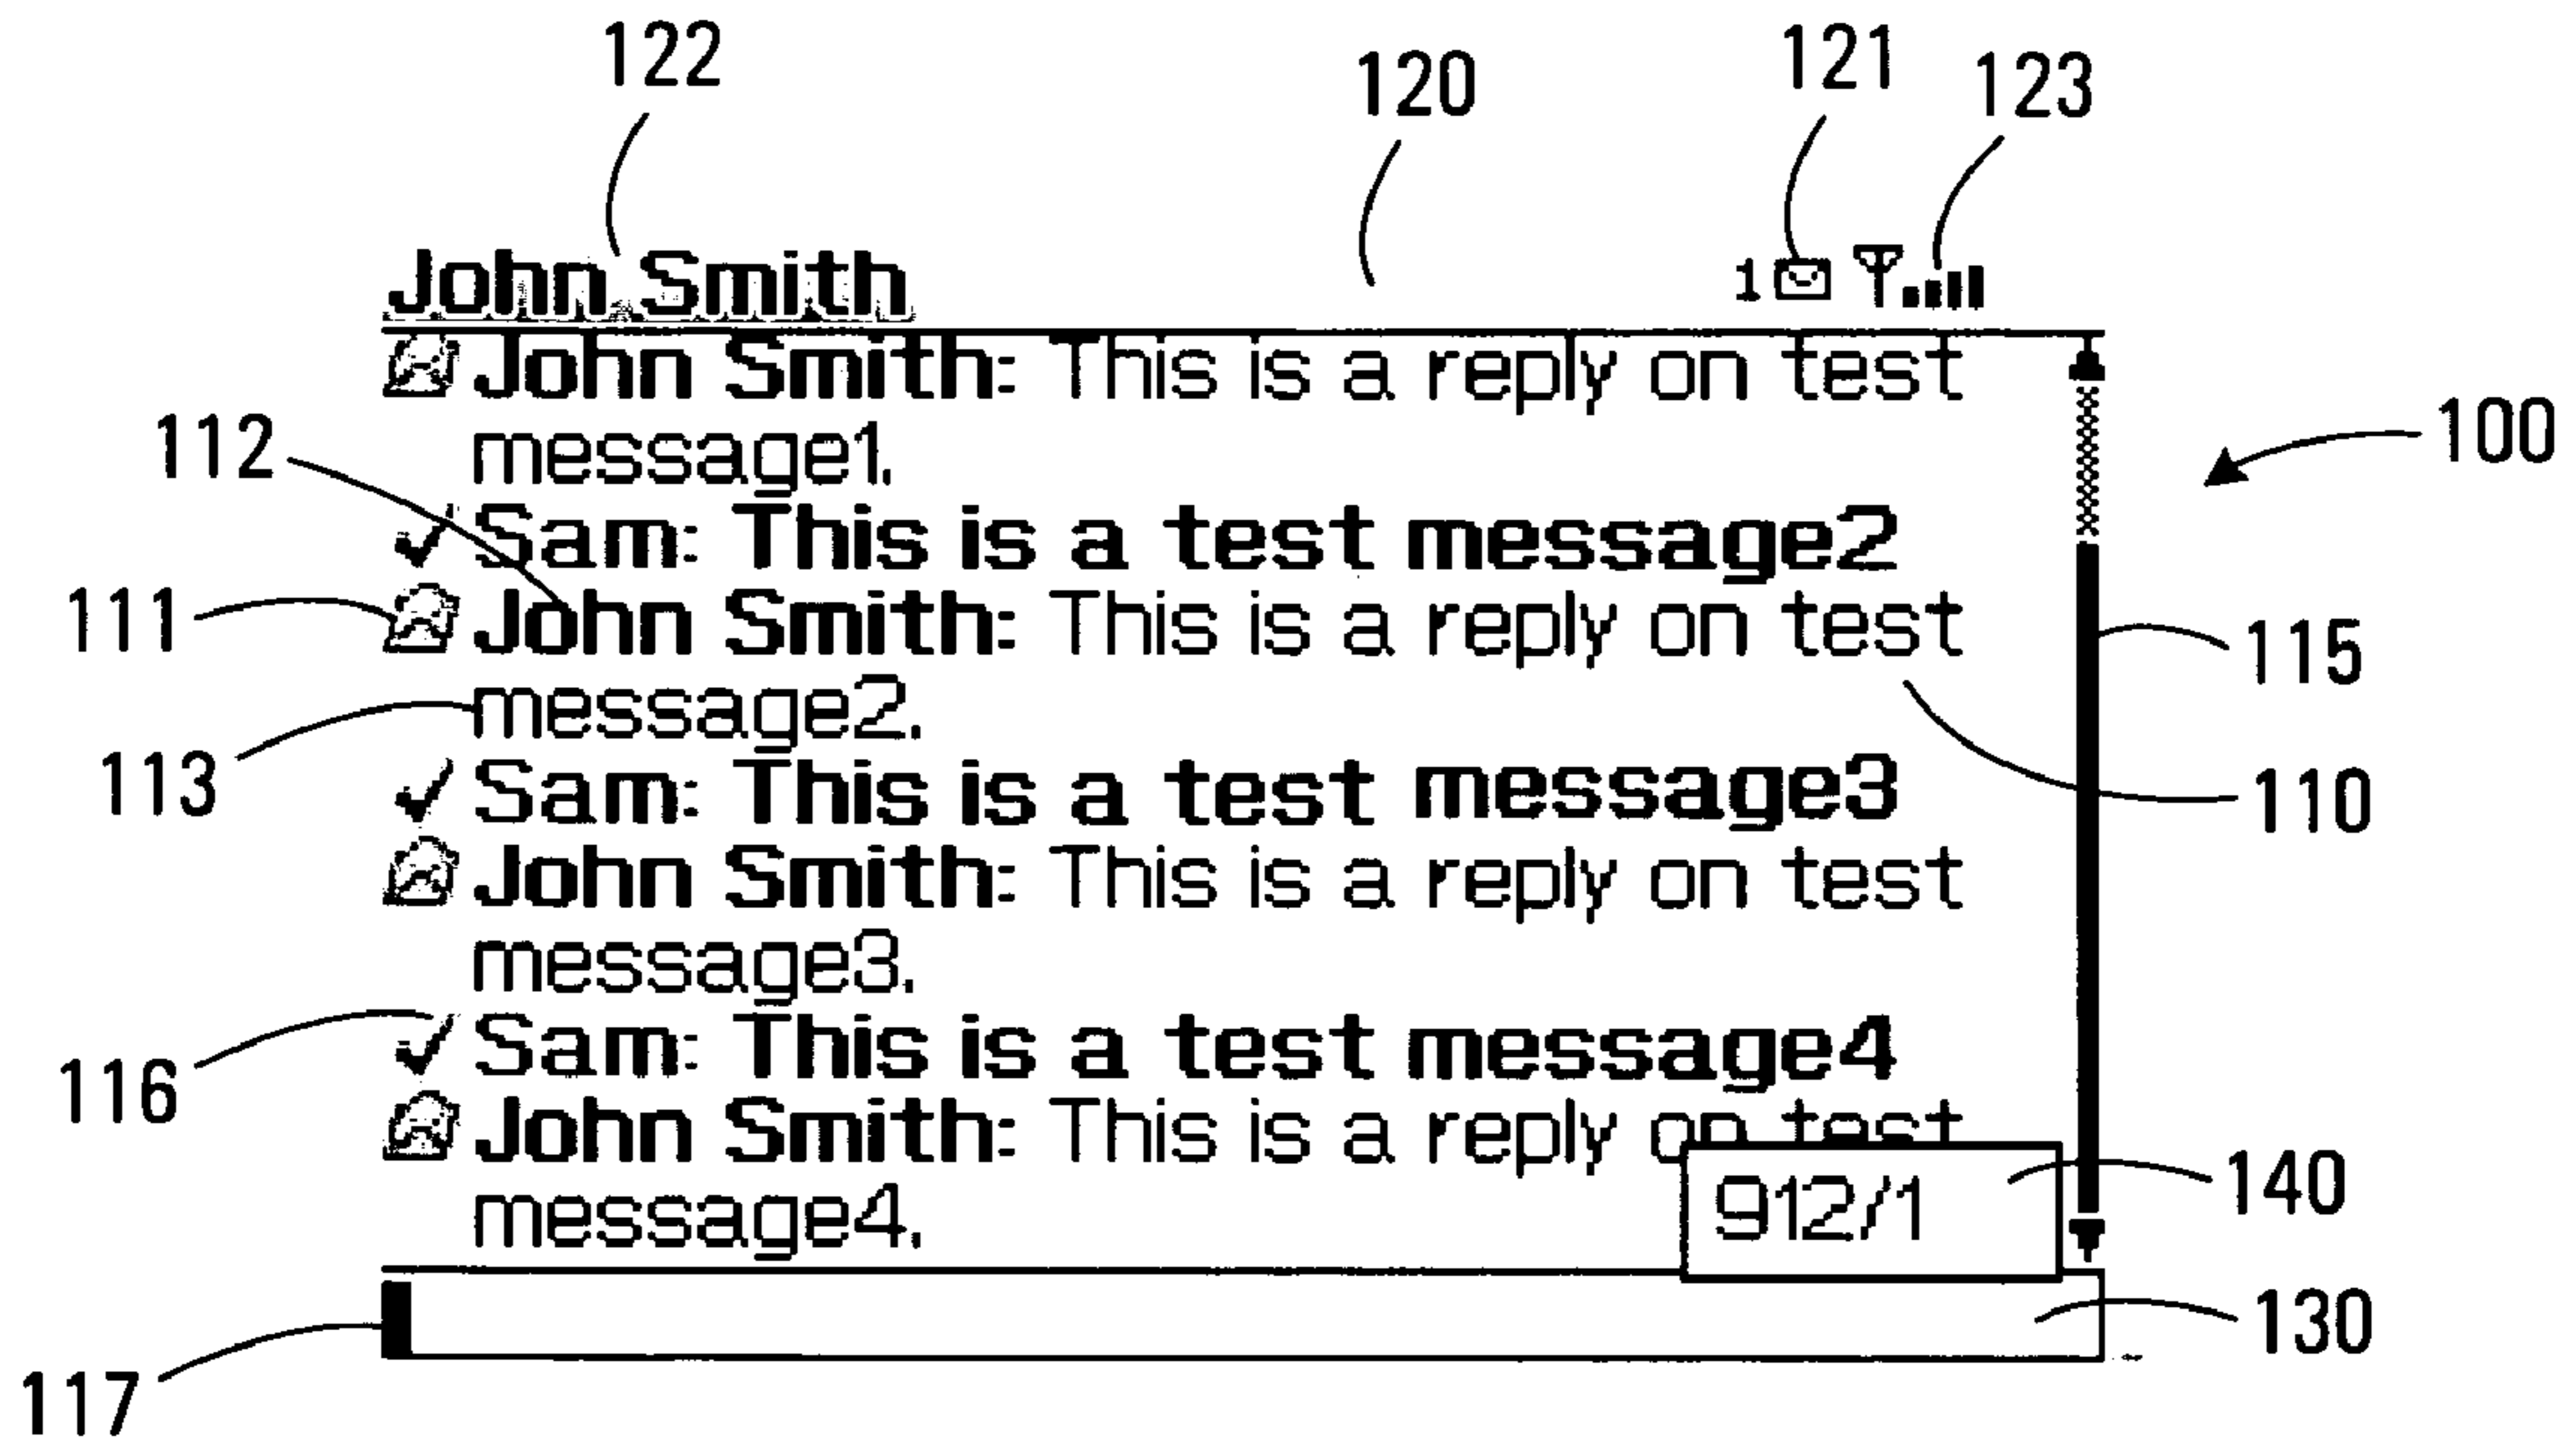 122
120
121
123
John Smith
1
John Smith: This is a reply on test
message1.
112
100
Sam: This is a test message2
111
John Smith: This is a reply on test
115
113
message2.
110
Sam: This is a test message3
John Smith: This is a reply on test
message3.
116
Sam: This is a test message4
John Smith: This is a reply on test
message4.
912/1
140
130
117